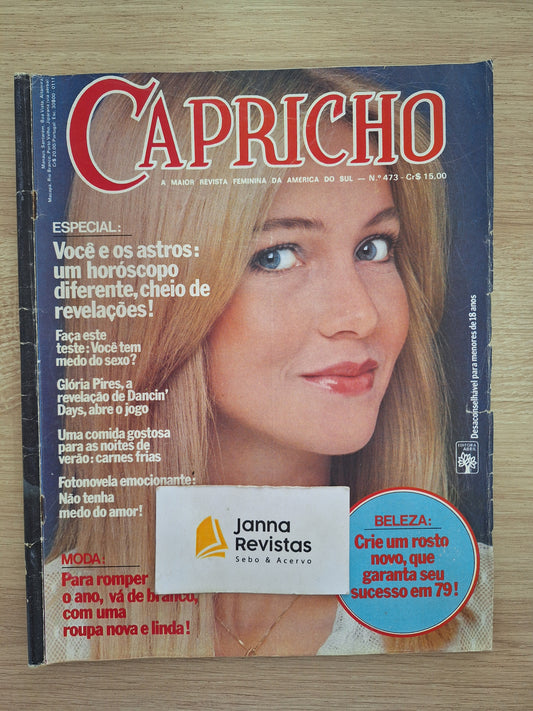 CAPRICHO
A MAIOR REVISTA FEMININA DA AMÉRICA DO SUL — N.º 473 - Cr$ 15,00
ESPECIAL:
Você e os astros:
um horóscopo
diferente, cheio de
revelações!
Faça este
teste: Você tem
medo do sexo?
Glória Pires, a
revelação de Dancin'
Days, abre o jogo
Uma comida gostosa
para as noites de
verão: carnes frias
Fotonovela emocionante:
Não tenha
medo do amor!
MODA:
Para romper
o ano, vá de branco,
com uma
roupa nova e linda!
Janna
Revistas
Sebo & Acervo
BELEZA:
Crie um rosto
novo, que
garanta seu
sucesso em 79!
Desaconselhável para menores de 18 anos
EDITORA
ABRIL